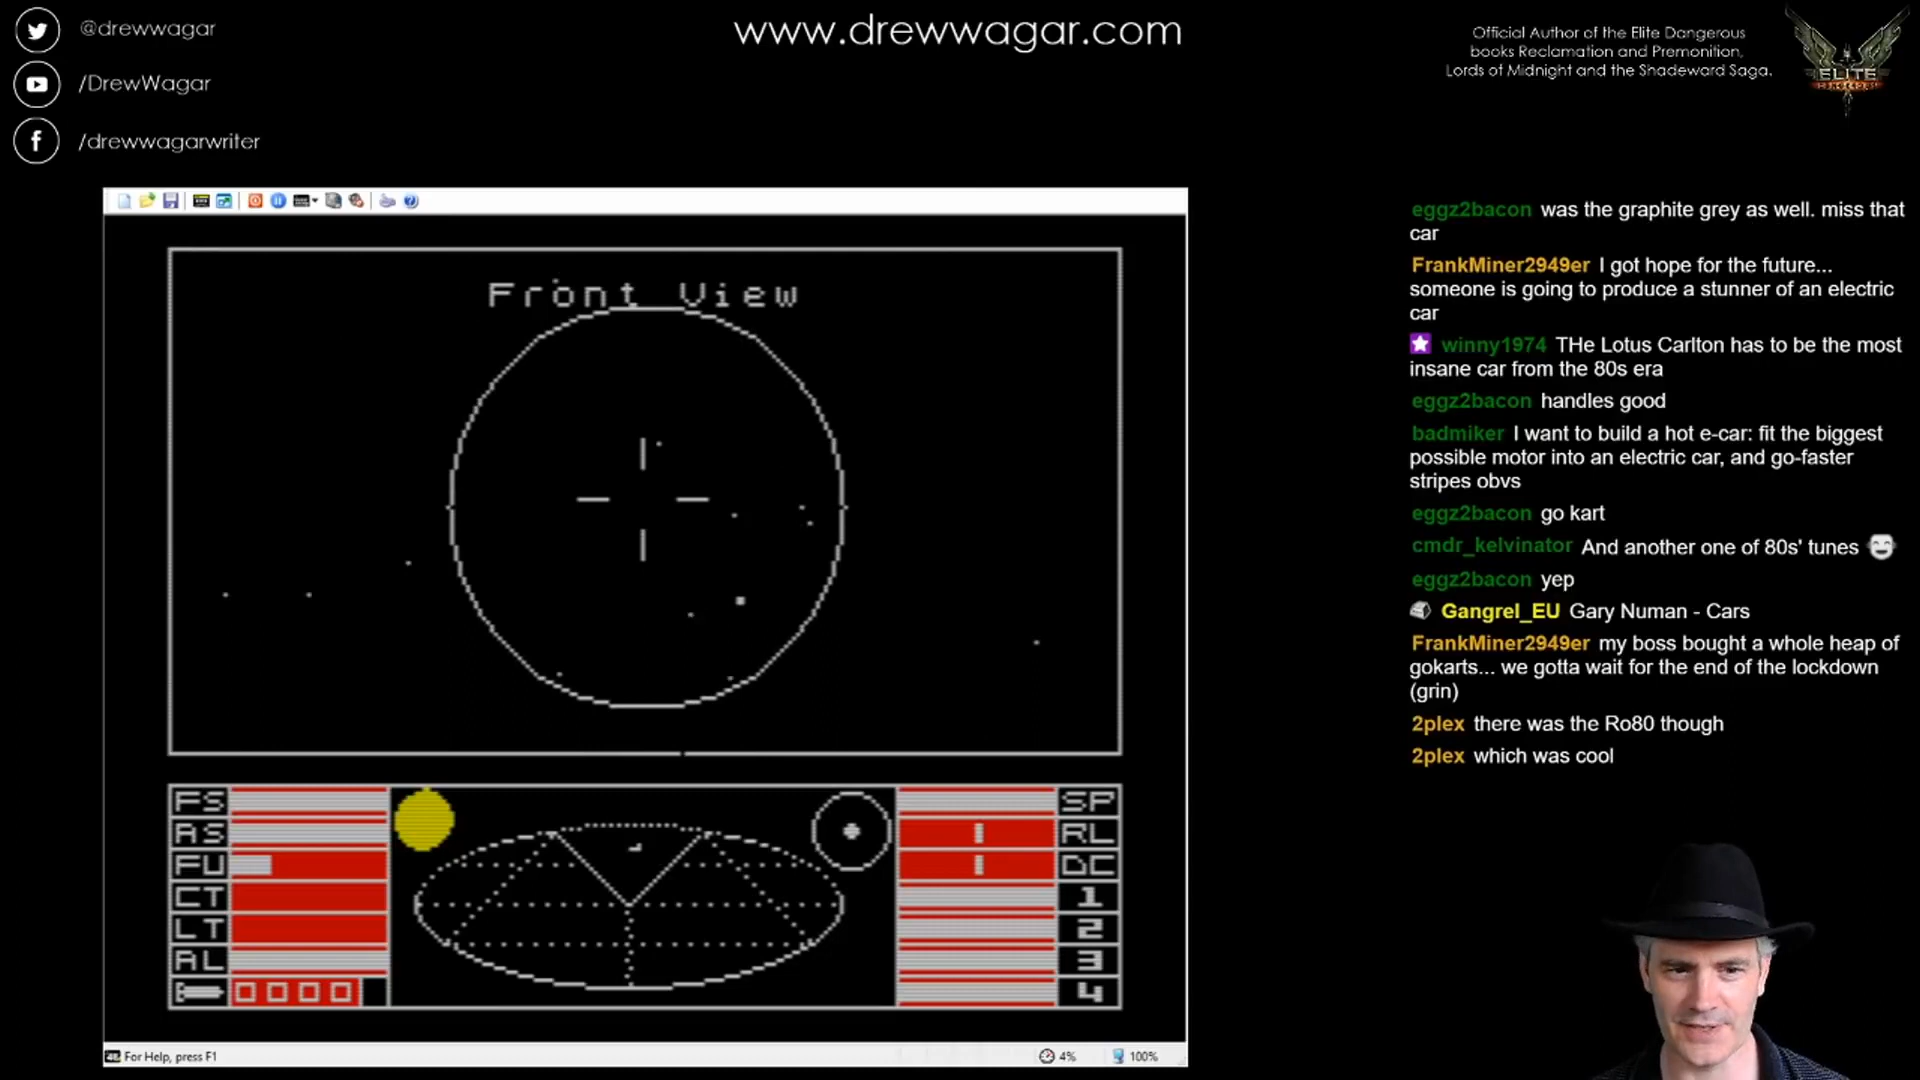 @drewwagar
/DrewWagar
/drewwagarwriter
www.drewwagar.com
Official Author of the Elite Dangerous
books Reclamation and Premonition,
Lords of Midnight and the Shadeward Saga.
ELITE
DANGEROUS
Front View
FS
AS
FU
CT
LT
AL
SP
RL
DC
1
2
3
4
For Help, press F1
4%
100%
eggz2bacon was the graphite grey as well. miss that
car
FrankMiner2949er I got hope for the future...
someone is going to produce a stunner of an electric
car
winny1974 THe Lotus Carlton has to be the most
insane car from the 80s era
eggz2bacon handles good
badmiker I want to build a hot e-car: fit the biggest
possible motor into an electric car, and go-faster
stripes obvs
eggz2bacon go kart
cmdr_kelvinator And another one of 80s' tunes
eggz2bacon yep
Gangrel_EU Gary Numan - Cars
FrankMiner2949er my boss bought a whole heap of
gokarts... we gotta wait for the end of the lockdown
(grin)
2plex there was the Ro80 though
2plex which was cool